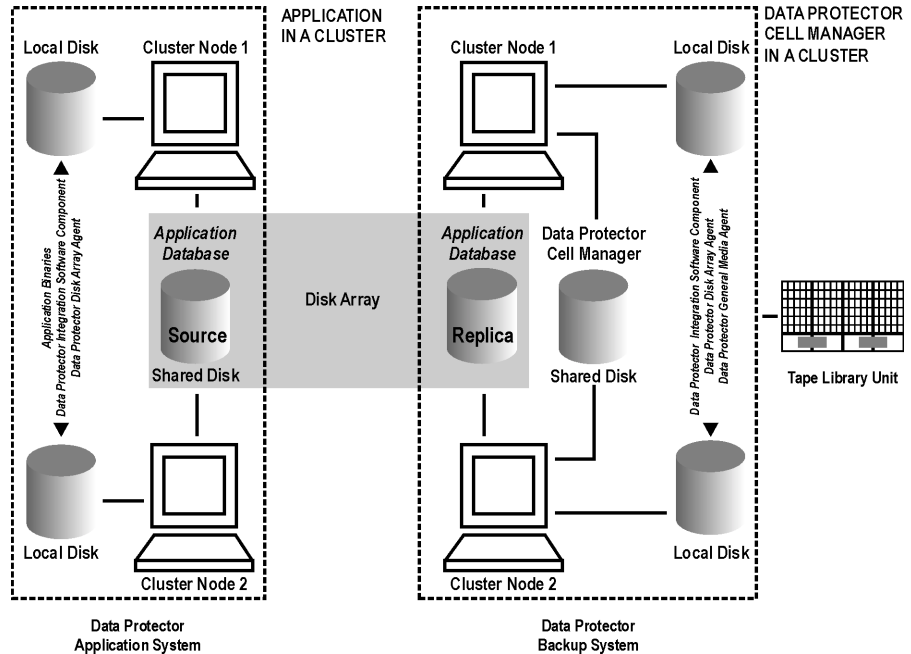 APPLICATION
IN A CLUSTER
DATA PROTECTOR
CELL MANAGER
IN A CLUSTER
Local Disk
Cluster Node 1
Cluster Node 1
Local Disk
Application Binaries
Data Protector Integration Software Component
Data Protector Disk Array Agent
Application
Database
Source
Shared Disk
Disk Array
Application
Database
Replica
Data Protector
Cell Manager
Shared Disk
Data Protector Integration Software Component
Data Protector Disk Array Agent
Data Protector General Media Agent
Tape Library Unit
Local Disk
Cluster Node 2
Cluster Node 2
Local Disk
Data Protector
Application System
Data Protector
Backup System